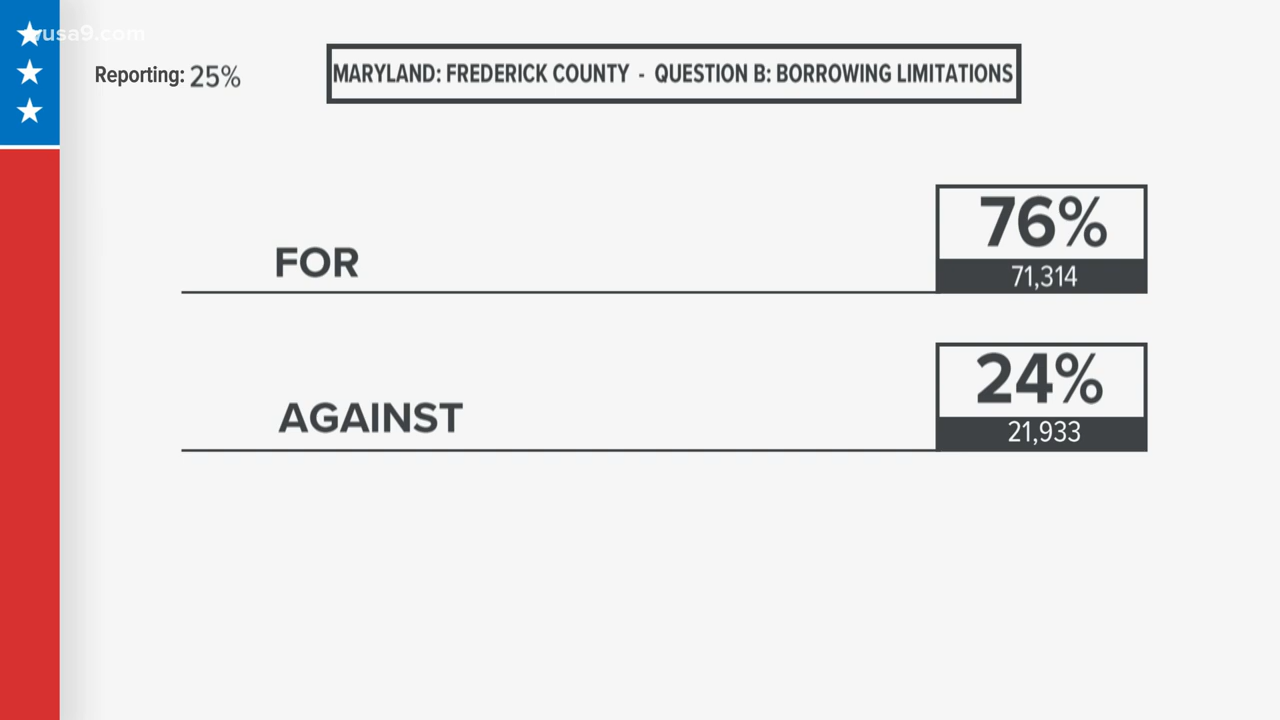 wusa9.com
Reporting: 25%
MARYLAND: FREDERICK COUNTY - QUESTION B: BORROWING LIMITATIONS
FOR
76%
71,314
AGAINST
24%
21,933